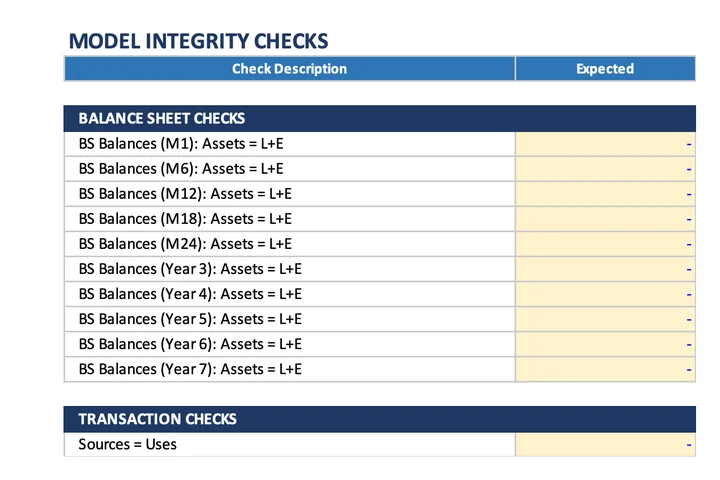 MODEL INTEGRITY CHECKS
Check Description Expected
BALANCE SHEET CHECKS
BS Balances (M1): Assets = L+E -
BS Balances (M6): Assets = L+E -
BS Balances (M12): Assets = L+E -
BS Balances (M18): Assets = L+E -
BS Balances (M24): Assets = L+E -
BS Balances (Year 3): Assets = L+E -
BS Balances (Year 4): Assets = L+E -
BS Balances (Year 5): Assets = L+E -
BS Balances (Year 6): Assets = L+E -
BS Balances (Year 7): Assets = L+E -
TRANSACTION CHECKS
Sources = Uses -